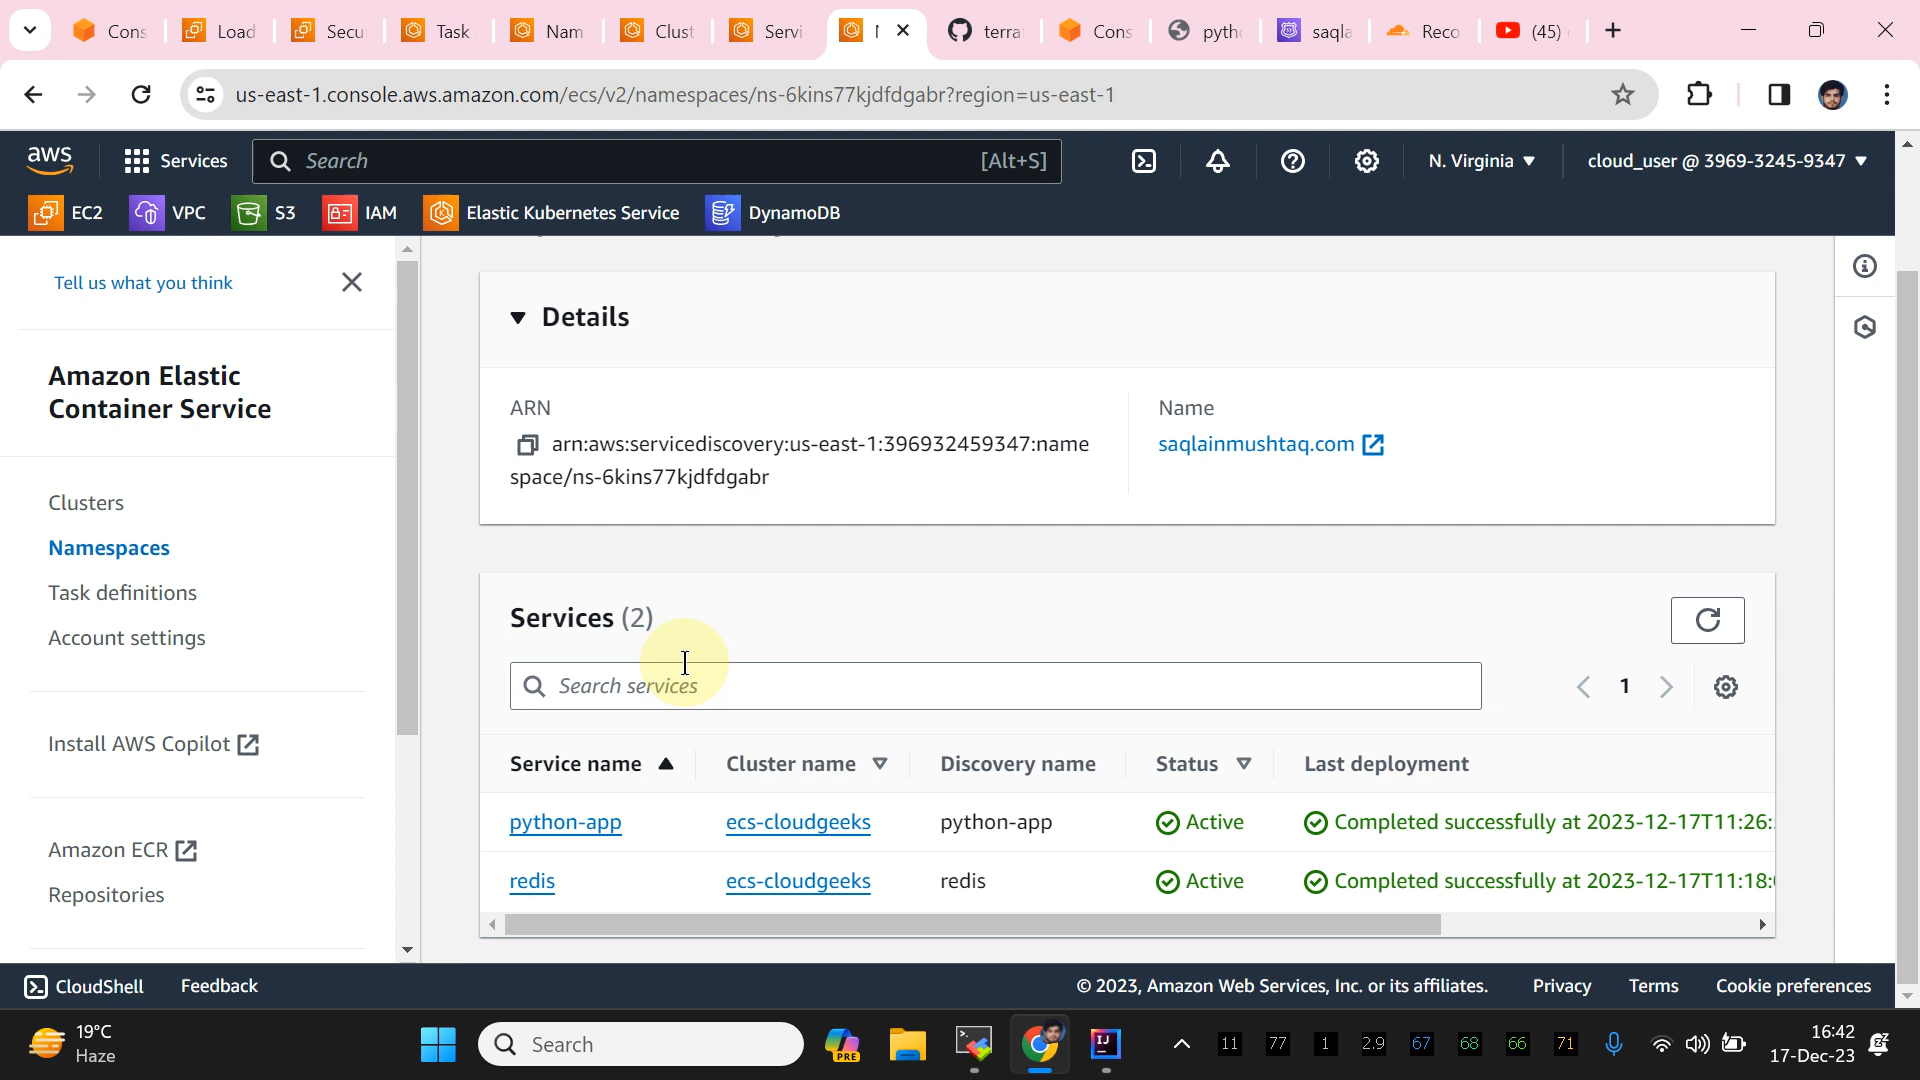 Cons
Load
Secu
Task
Nam
Clust
Servi
terra
Cons
pyth
saqla
Reco
(45)
us-east-1.console.aws.amazon.com/ecs/v2/namespaces/ns-6kins77kjdfdgabr?region=us-east-1
aws
Services
Search
[Alt+S]
N. Virginia
cloud_user @ 3969-3245-9347
EC2
VPC
S3
IAM
Elastic Kubernetes Service
DynamoDB
Tell us what you think
Amazon Elastic
Container Service
Clusters
Namespaces
Task definitions
Account settings
Install AWS Copilot
Amazon ECR
Repositories
Details
ARN
arn:aws:servicediscovery:us-east-1:396932459347:name
space/ns-6kins77kjdfdgabr
Name
saqlainmushtaq.com
Services (2)
Search services
1
Service name
Cluster name
Discovery name
Status
Last deployment
python-app
ecs-cloudgeeks
python-app
Active
Completed successfully at 2023-12-17T11:26:
redis
ecs-cloudgeeks
redis
Active
Completed successfully at 2023-12-17T11:18:
CloudShell
Feedback
© 2023, Amazon Web Services, Inc. or its affiliates.
Privacy
Terms
Cookie preferences
19°C
Haze
Search
PRE
IJ
11
77
1
2.9
67
68
66
71
16:42
17-Dec-23